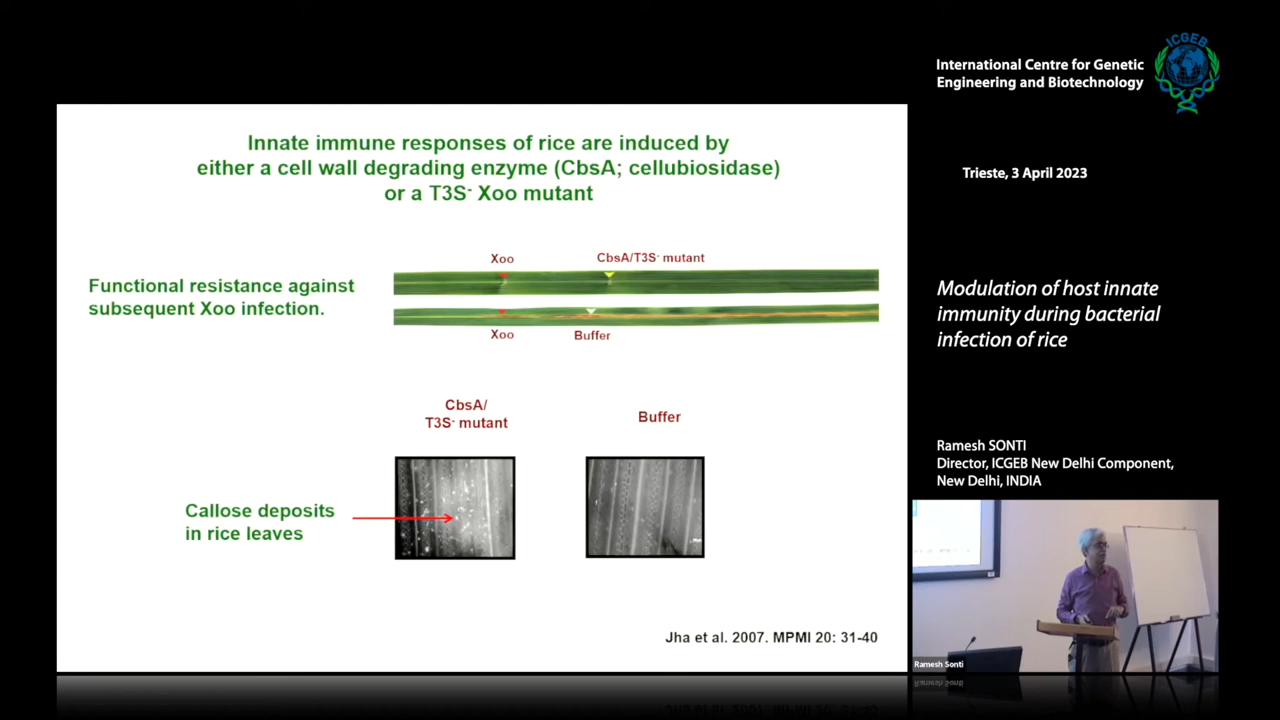 Innate immune responses of rice are induced by
either a cell wall degrading enzyme (CbsA; cellubiosidase)
or a T3S- Xoo mutant
Functional resistance against
subsequent Xoo infection.
Xoo
CbsA/T3S- mutant
Xoo
Buffer
CbsA/
T3S- mutant
Buffer
Callose deposits
in rice leaves
Jha et al. 2007. MPMI 20: 31-40
International Centre for Genetic
Engineering and Biotechnology
ICGEB
Trieste, 3 April 2023
Modulation of host innate
immunity during bacterial
infection of rice
Ramesh SONTI
Director, ICGEB New Delhi Component,
New Delhi, INDIA
Ramesh Sonti